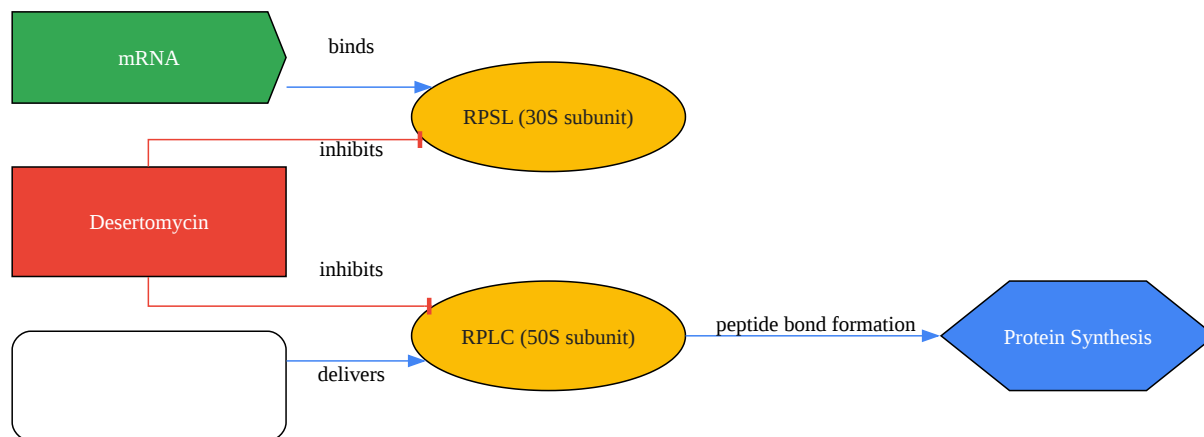 mRNA
binds
RPSL (30S subunit)
inhibits
Desertomycin
inhibits
RPLC (50S subunit)
peptide bond formation
Protein Synthesis
delivers